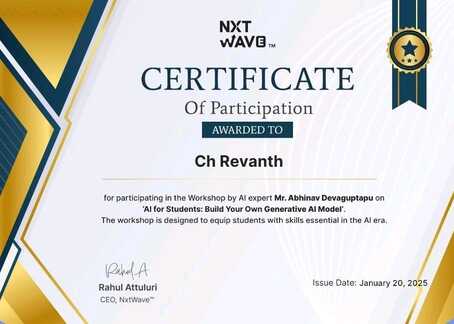 NXT
WAVE™
CERTIFICATE
Of Participation
AWARDED TO
Ch Revanth
for participating in the Workshop by AI expert Mr. Abhinav Devaguptapu on
'AI for Students: Build Your Own Generative AI Model'.
The workshop is designed to equip students with skills essential in the AI era.
Rahul A
Rahul Attuluri
CEO, NxtWave™
Issue Date: January 20, 2025